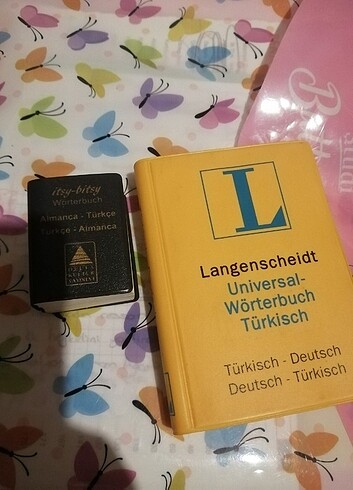 itsy-bitsy
Wörterbuch
Almanca - Türkçe
Türkçe - Almanca
L
Langenscheidt
Universal-
Wörterbuch
Türkisch
Türkisch - Deutsch
Deutsch - Türkisch